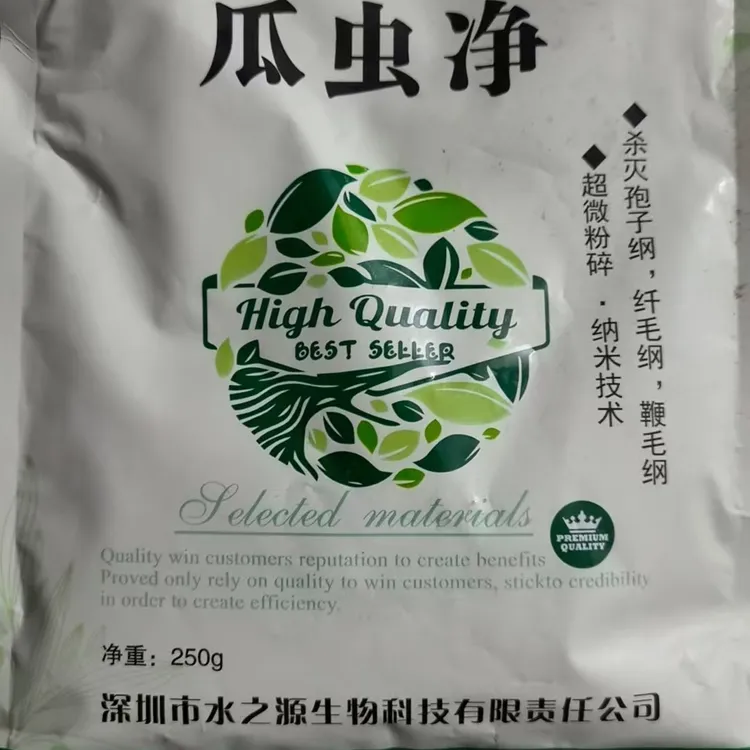 瓜虫净
◆杀灭孢子纲，纤毛纲，鞭毛纲
◆超微粉碎·纳米技术
High Quality
BEST SELLER
Selected materials
PREMIUM
QUALITY
Quality win customers reputation to create benefits
Proved only rely on quality to win customers, stickto credibility
in order to create efficiency.
净重：250g
深圳市水之源生物科技有限责任公司